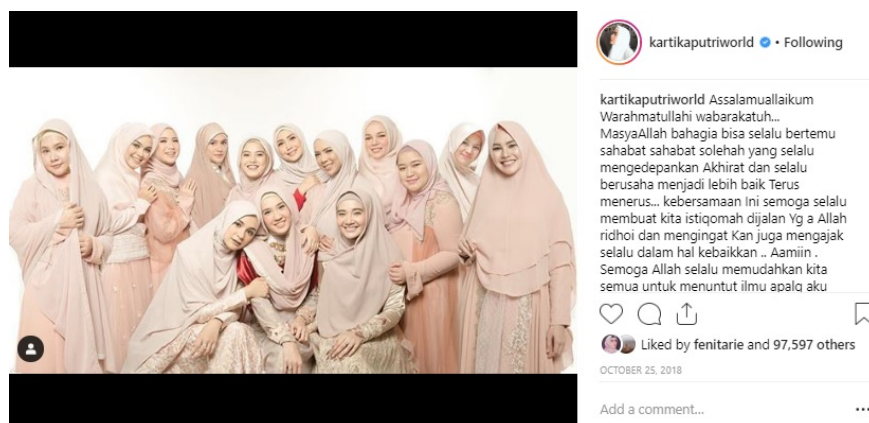 kartikaputriworld • Following
kartikaputriworld Assalamuallaikum
Warahmatullahi wabarakatuh...
MasyaAllah bahagia bisa selalu bertemu
sahabat sahabat solehah yang selalu
mengedepankan Akhirat dan selalu
berusaha menjadi lebih baik Terus
menerus... kebersamaan Ini semoga selalu
membuat kita istiqomah dijalan Yg a Allah
ridhoi dan mengingat Kan juga mengajak
selalu dalam hal kebaikkan .. Aamiin .
Semoga Allah selalu memudahkan kita
semua untuk menuntut ilmu apalg aku
Liked by fenitarie and 97,597 others
OCTOBER 25, 2018
Add a comment...